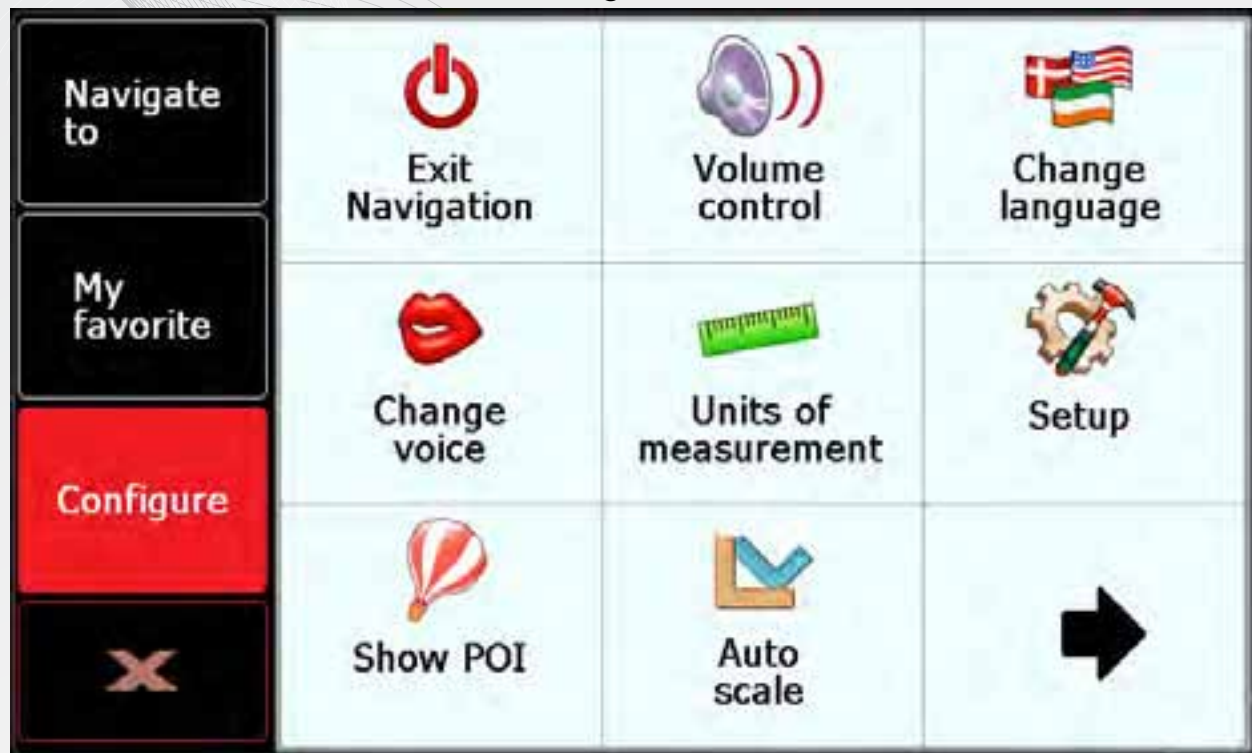 Navigate
to
My
favorite
Configure
X
Exit
Navigation
Volume
control
Change
language
Change
voice
Units of
measurement
Setup
Show POI
Auto
scale